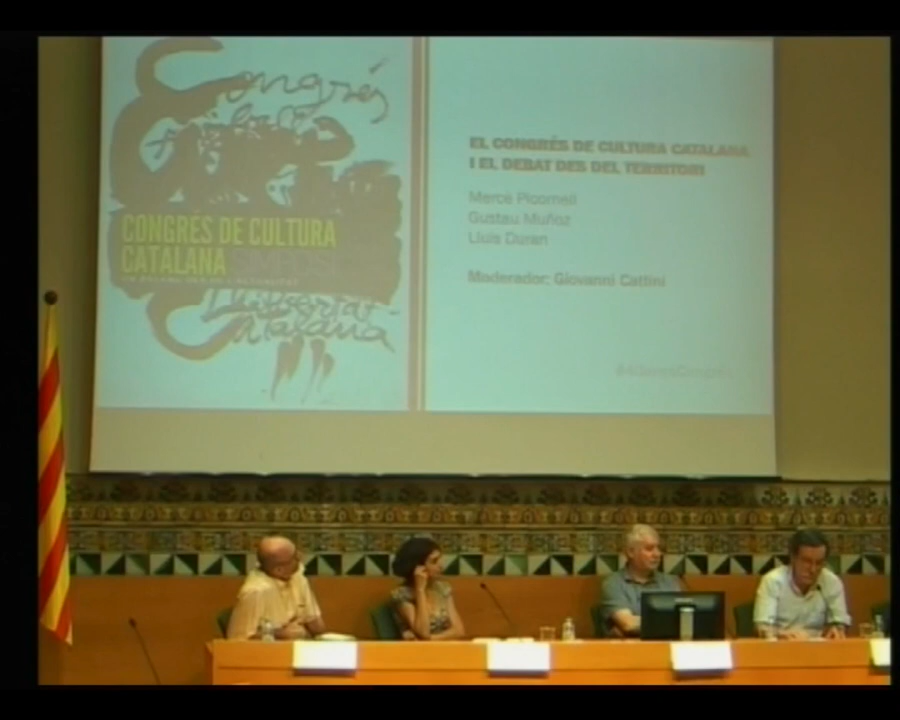 Congrés
CONGRÉS DE CULTURA
CATALANA
Catalana
EL CONGRÉS DE CULTURA CATALANA
I EL DEBAT DES DEL TERRITORI
Mercè Picornell
Gustau Muñoz
Lluís Duran
Moderador: Giovanni Cattini